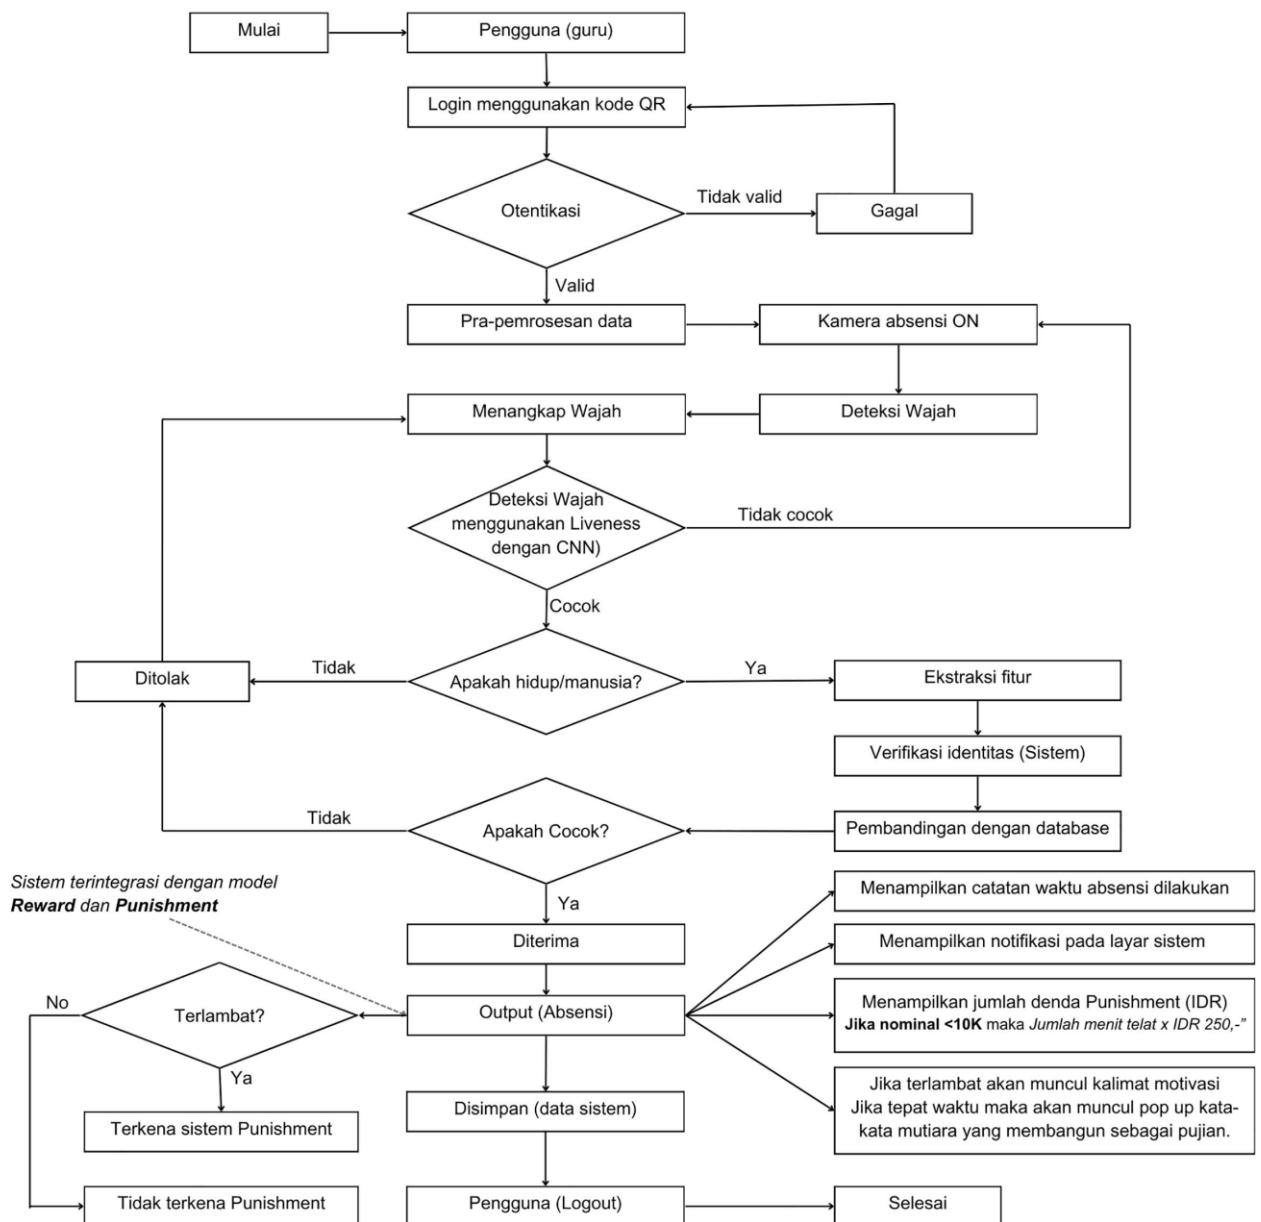 Mulai
Pengguna (guru)
Login menggunakan kode QR
Otentikasi
Tidak valid
Gagal
Valid
Pra-pemrosesan data
Kamera absensi ON
Menangkap Wajah
Deteksi Wajah
Deteksi Wajah
menggunakan Liveness
dengan CNN)
Tidak cocok
Cocok
Ditolak
Tidak
Apakah hidup/manusia?
Ya
Ekstraksi fitur
Verifikasi identitas (Sistem)
Tidak
Apakah Cocok?
Pembandingan dengan database
Sistem terintegrasi dengan model
Reward dan Punishment
Ya
Diterima
Menampilkan catatan waktu absensi dilakukan
Menampilkan notifikasi pada layar sistem
No
Terlambat?
Output (Absensi)
Menampilkan jumlah denda Punishment (IDR)
Jika nominal <10K maka Jumlah menit telat x IDR 250,-”
Ya
Terkena sistem Punishment
Disimpan (data sistem)
Jika terlambat akan muncul kalimat motivasi
Jika tepat waktu maka akan muncul pop up kata-
kata mutiara yang membangun sebagai pujian.
Tidak terkena Punishment
Pengguna (Logout)
Selesai